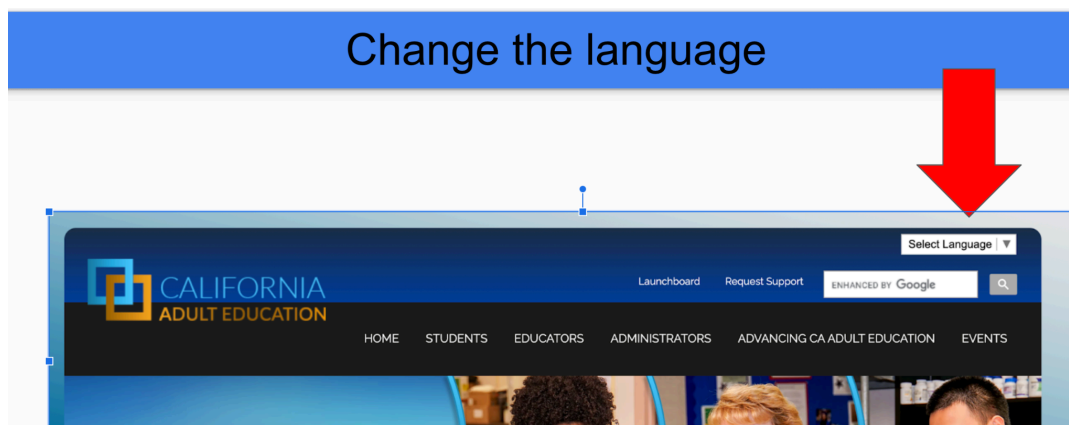 Change the language
Select Language ▼
Launchboard Request Support ENHANCED BY Google
CALIFORNIA
ADULT EDUCATION
HOME STUDENTS EDUCATORS ADMINISTRATORS ADVANCING CA ADULT EDUCATION EVENTS